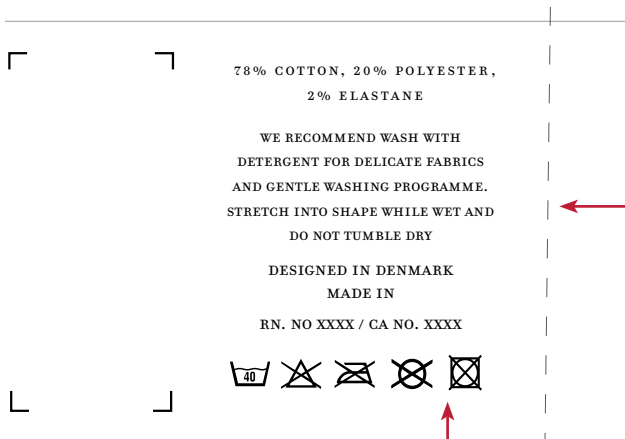 78% COTTON, 20% POLYESTER,
2% ELASTANE
WE RECOMMEND WASH WITH
DETERGENT FOR DELICATE FABRICS
AND GENTLE WASHING PROGRAMME.
STRETCH INTO SHAPE WHILE WET AND
DO NOT TUMBLE DRY
DESIGNED IN DENMARK
MADE IN
RN. NO XXXX / CA NO. XXXX
40